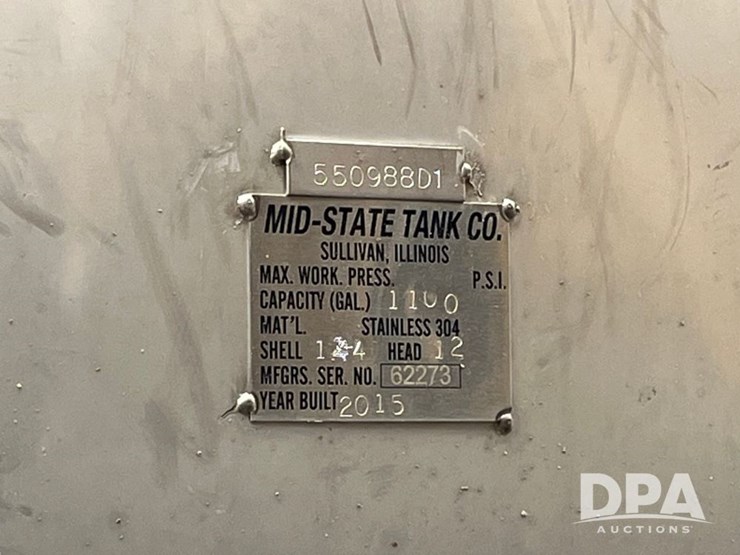 550988D1
MID-STATE TANK CO.
SULLIVAN, ILLINOIS
MAX. WORK. PRESS. P.S.I.
CAPACITY (GAL.) 1100
MAT'L. STAINLESS 304
SHELL HEAD 12
MFGRS. SER. NO. 62273
YEAR BUILT 2015
DPA
AUCTIONS